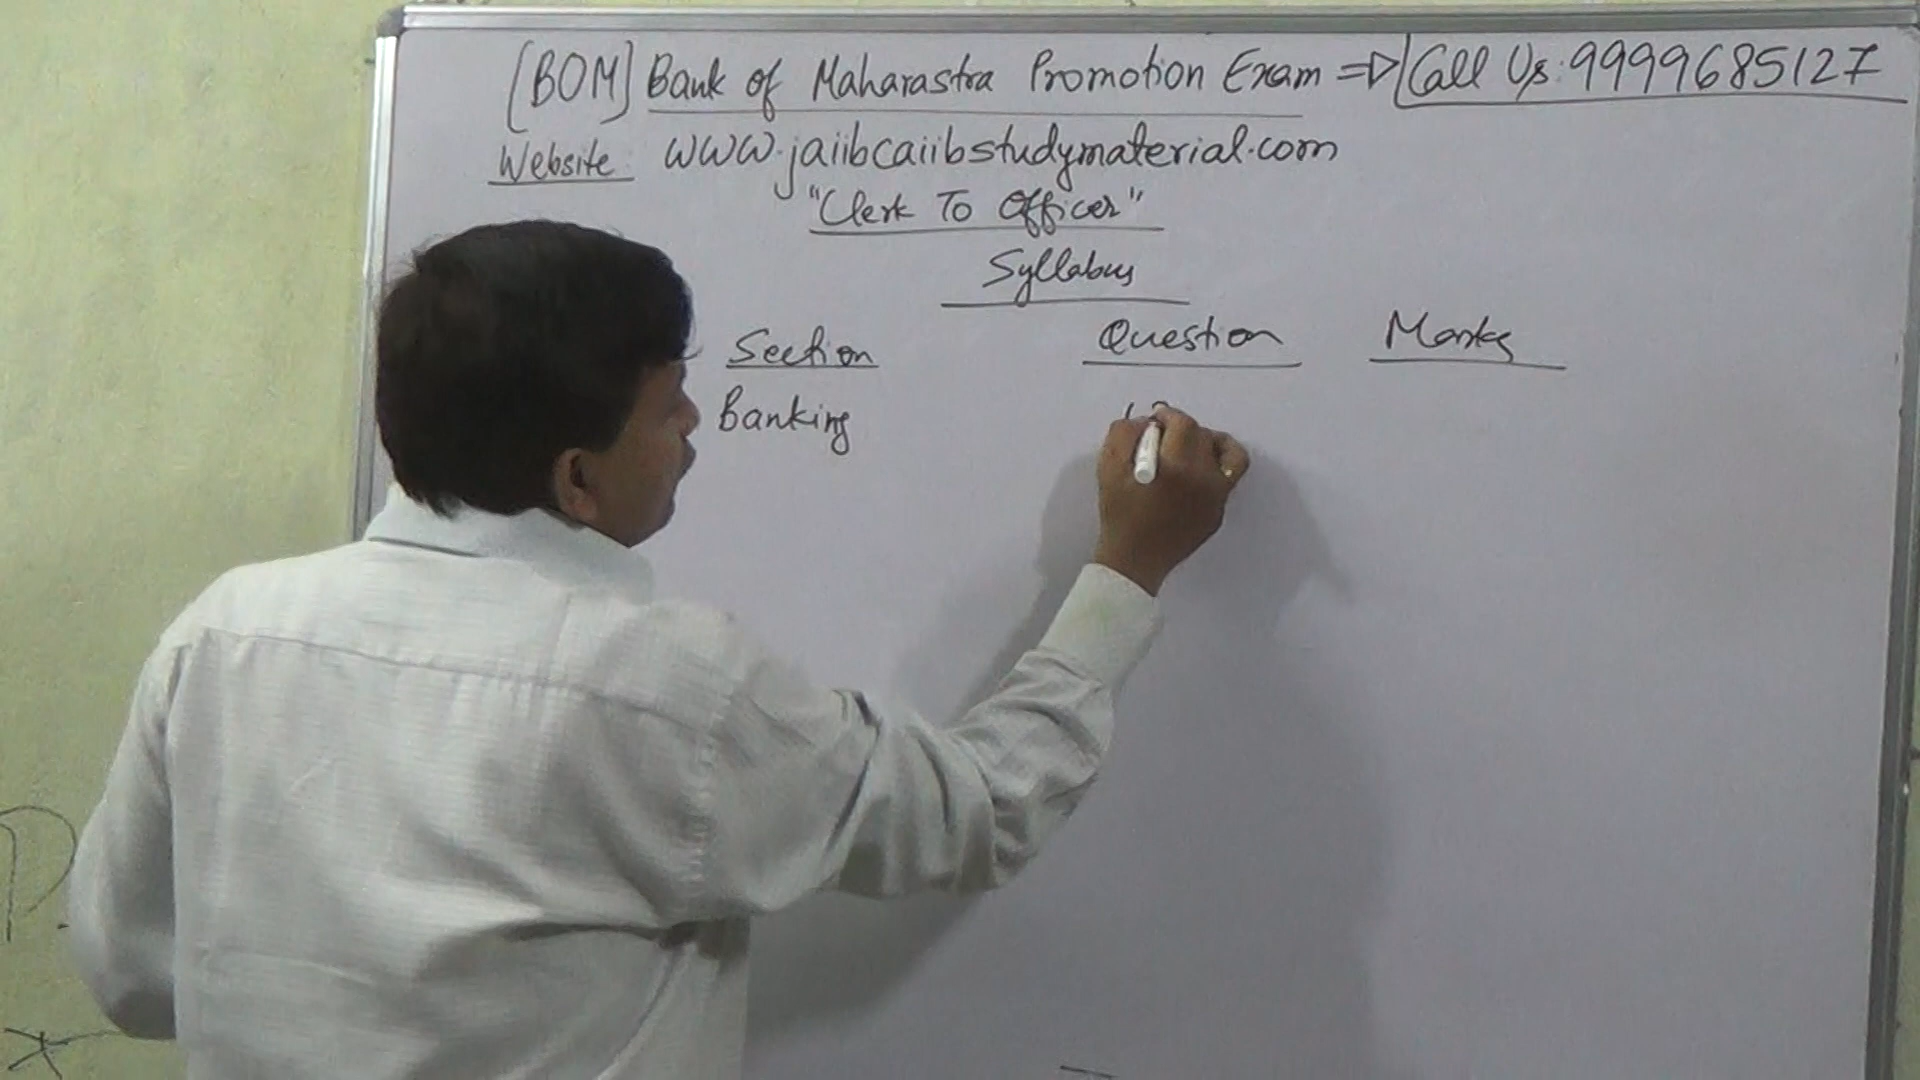 [BOM] Bank of Maharastra Promotion Exam => Call Us: 9999685127
Website: www.jaiibcaiibstudymaterial.com
"Clerk To Officer"
Syllabus
Section Question Marks
Banking